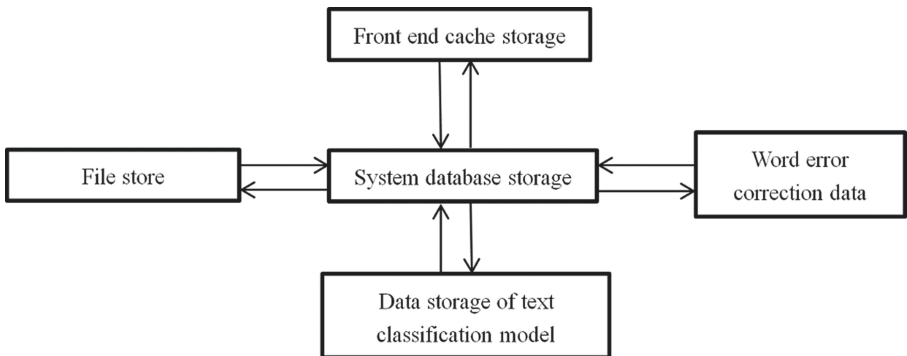 Front end cache storage
File store
System database storage
Word error
correction data
Data storage of text
classification model